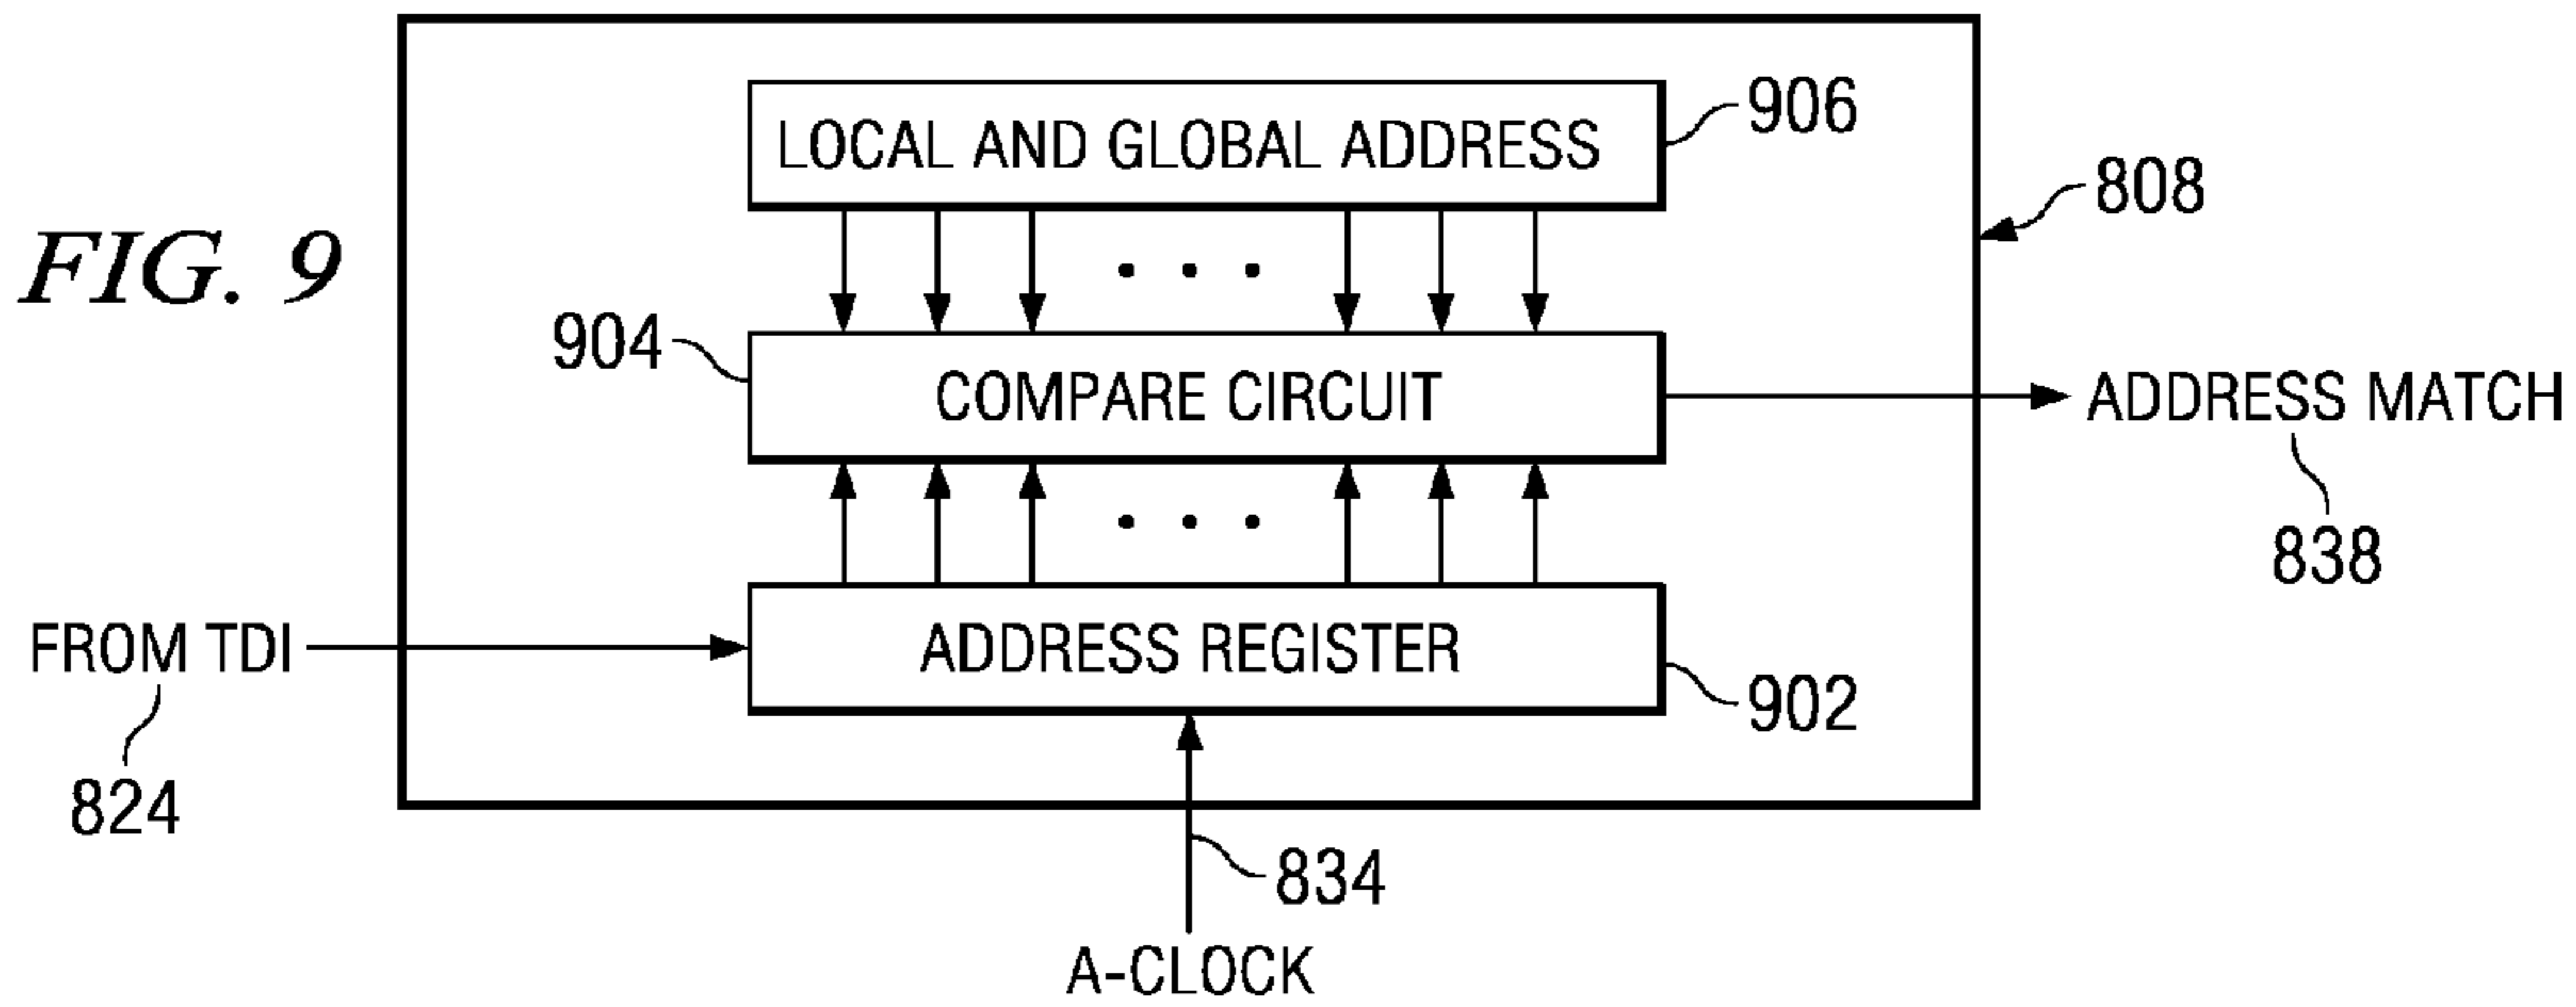 FIG. 9
LOCAL AND GLOBAL ADDRESS
906
808
904
COMPARE CIRCUIT
ADDRESS MATCH
838
FROM TDI
824
ADDRESS REGISTER
902
834
A-CLOCK